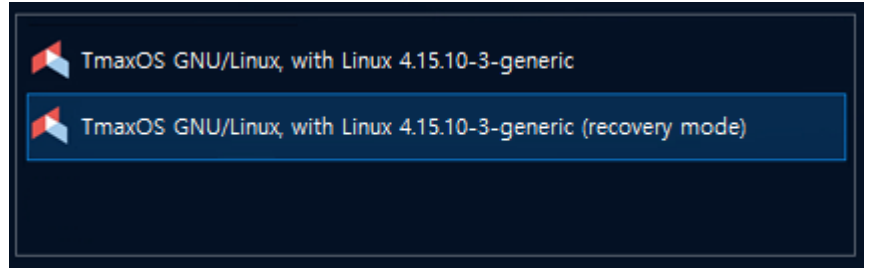 TmaxOS GNU/Linux, with Linux 4.15.10-3-generic
TmaxOS GNU/Linux, with Linux 4.15.10-3-generic (recovery mode)